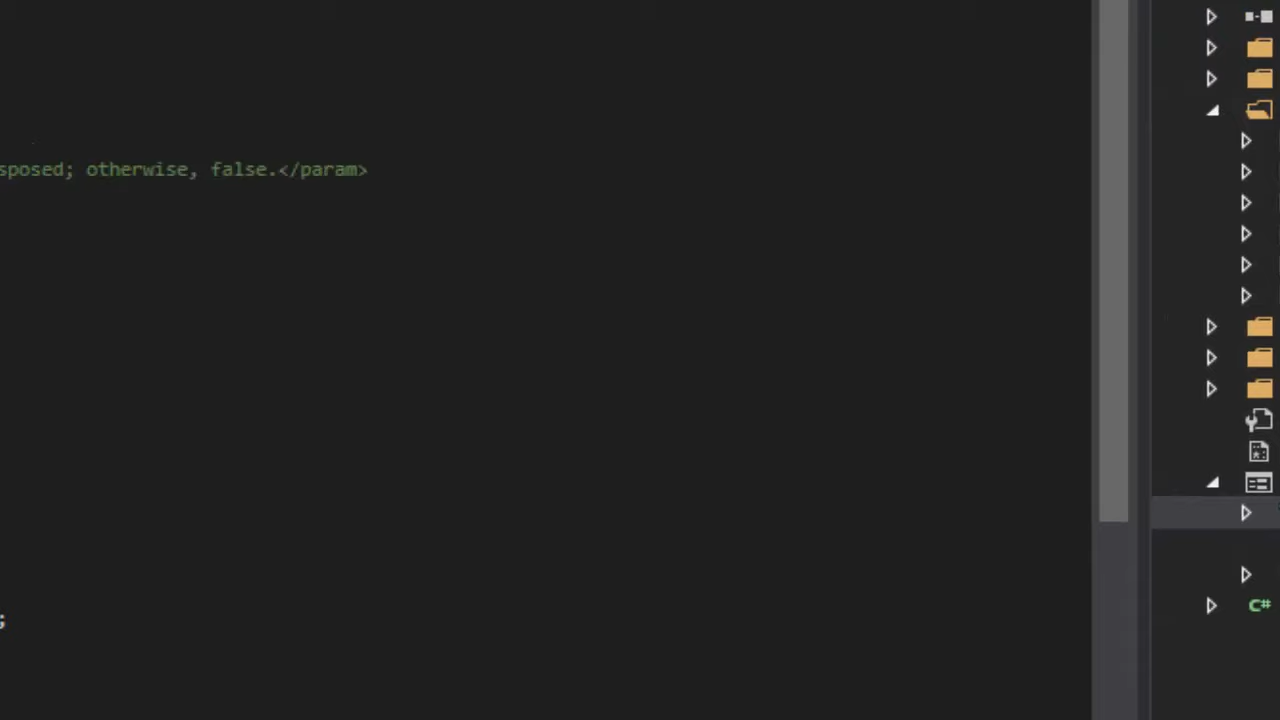 sposed; otherwise, false.</param>
;
C#